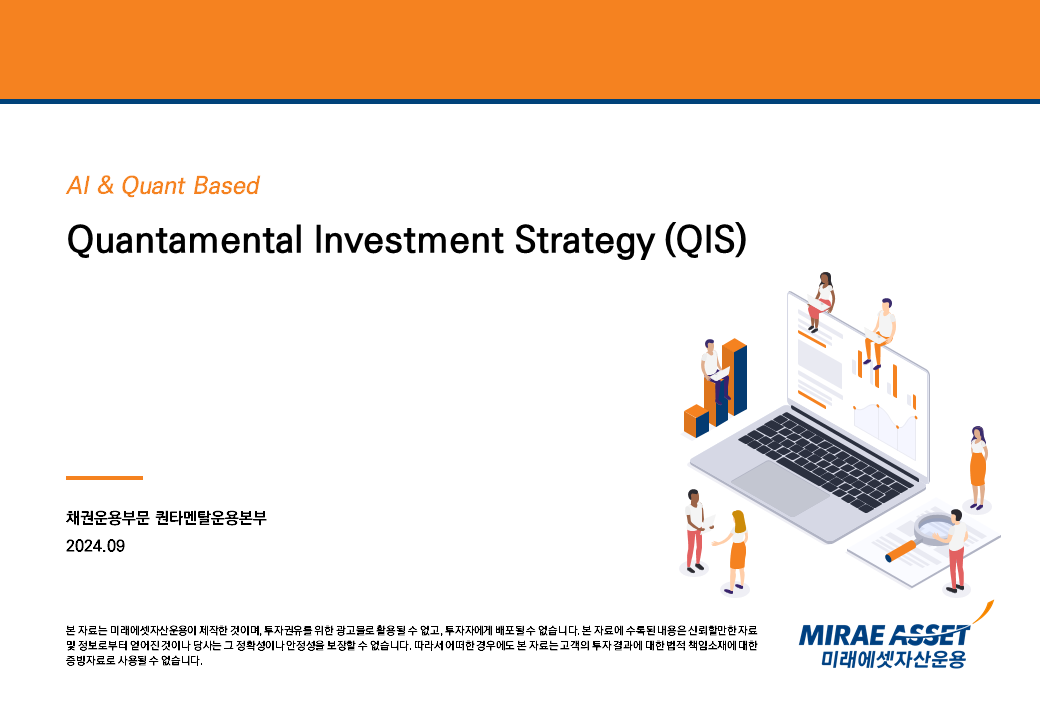 AI & Quant Based
Quantamental Investment Strategy (QIS)
채권운용부문 퀀타멘탈운용본부
2024.09
본 자료는 미래에셋자산운용이 제작한 것이며, 투자권유를 위한 광고물로 활용될 수 없고, 투자자에게 배포될 수 없습니다. 본 자료에 수록된 내용은 신뢰할만한 자료
및 정보로부터 얻어진 것이나 당사는 그 정확성이나 안정성을 보장할 수 없습니다. 따라서 어떠한 경우에도 본 자료는 고객의 투자 결과에 대한 법적 책임소재에 대한
증빙자료로 사용될 수 없습니다.
MIRAE ASSET
미래에셋자산운용